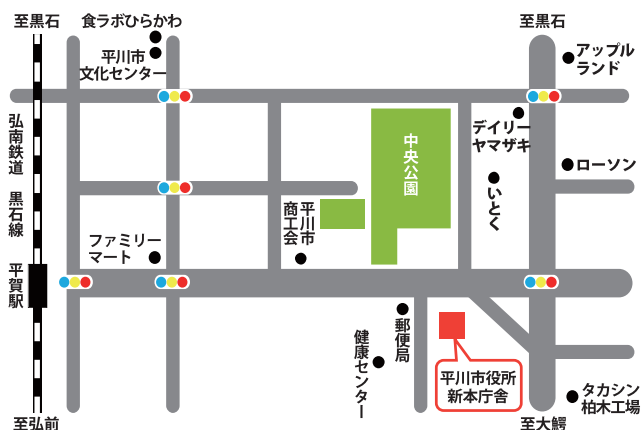 至黒石
食ラボひらかわ
至黒石
平川市
文化センター
アップル
ランド
弘南鉄道
黒石線
中央公園
デイリー
ヤマザキ
ローソン
いとく
平川市
商工会
ファミリー
マート
平賀駅
郵便局
健康センター
平川市役所
新本庁舎
タカシン
柏木工場
至弘前
至大鰐